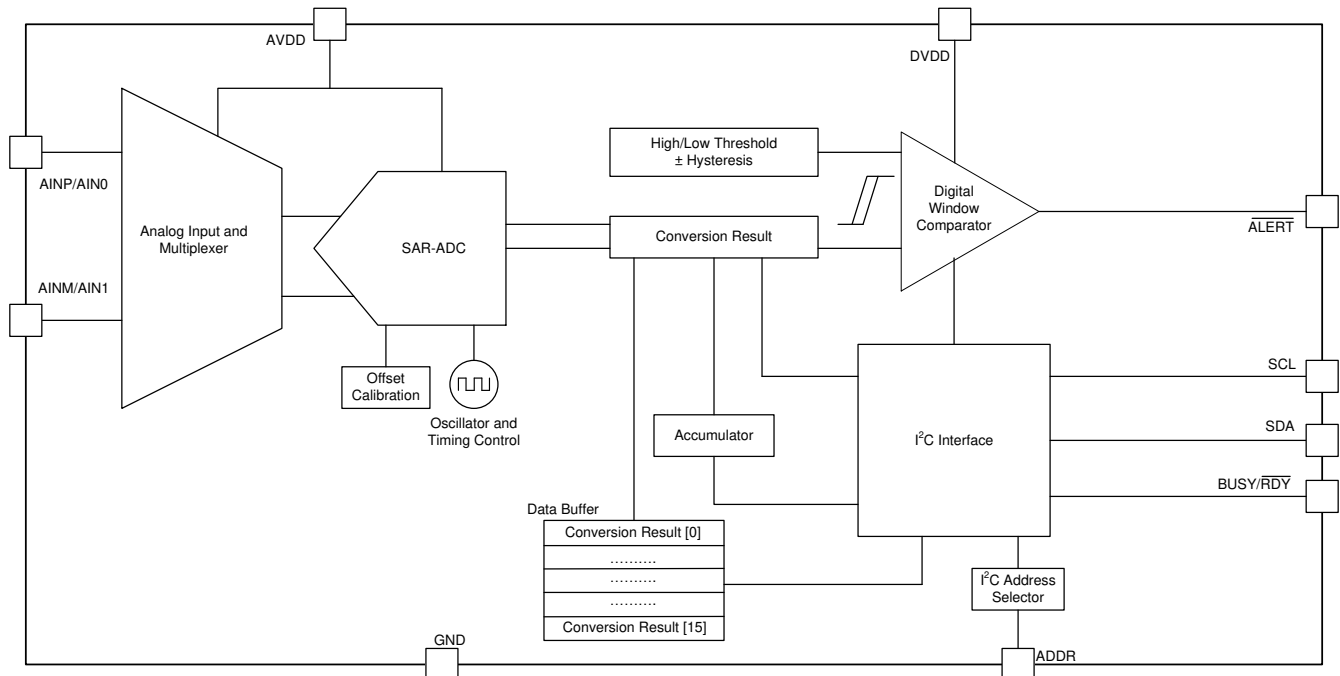 AVDD
DVDD
AINP/AIN0
AINM/AIN1
Analog Input and
Multiplexer
SAR-ADC
Offset
Calibration
Oscillator and
Timing Control
High/Low Threshold
± Hysteresis
Conversion Result
Digital
Window
Comparator
ALERT
Accumulator
I²C Interface
SCL
SDA
BUSY/RDY
Data Buffer
Conversion Result [0]
..........
..........
..........
Conversion Result [15]
I²C Address
Selector
GND
ADDR